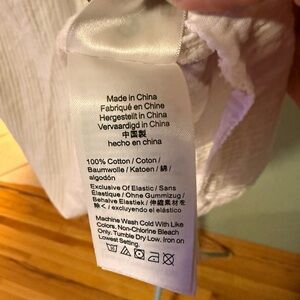 Made in China
Fabriqué en Chine
Hergestellt in China
Vervaardigd in China
中国製
hecho en china
100% Cotton / Coton /
Baumwolle / Katoen / 綿 /
algodón
Exclusive Of Elastic / Sans
Élastique / Ohne Gummizug /
Behalve Elastiek / 伸縮素材を
除く / excluyendo el elástico
Machine Wash Cold With Like
Colors, Non-Chlorine Bleach
Only, Tumble Dry Low. Iron on
Lowest Setting.